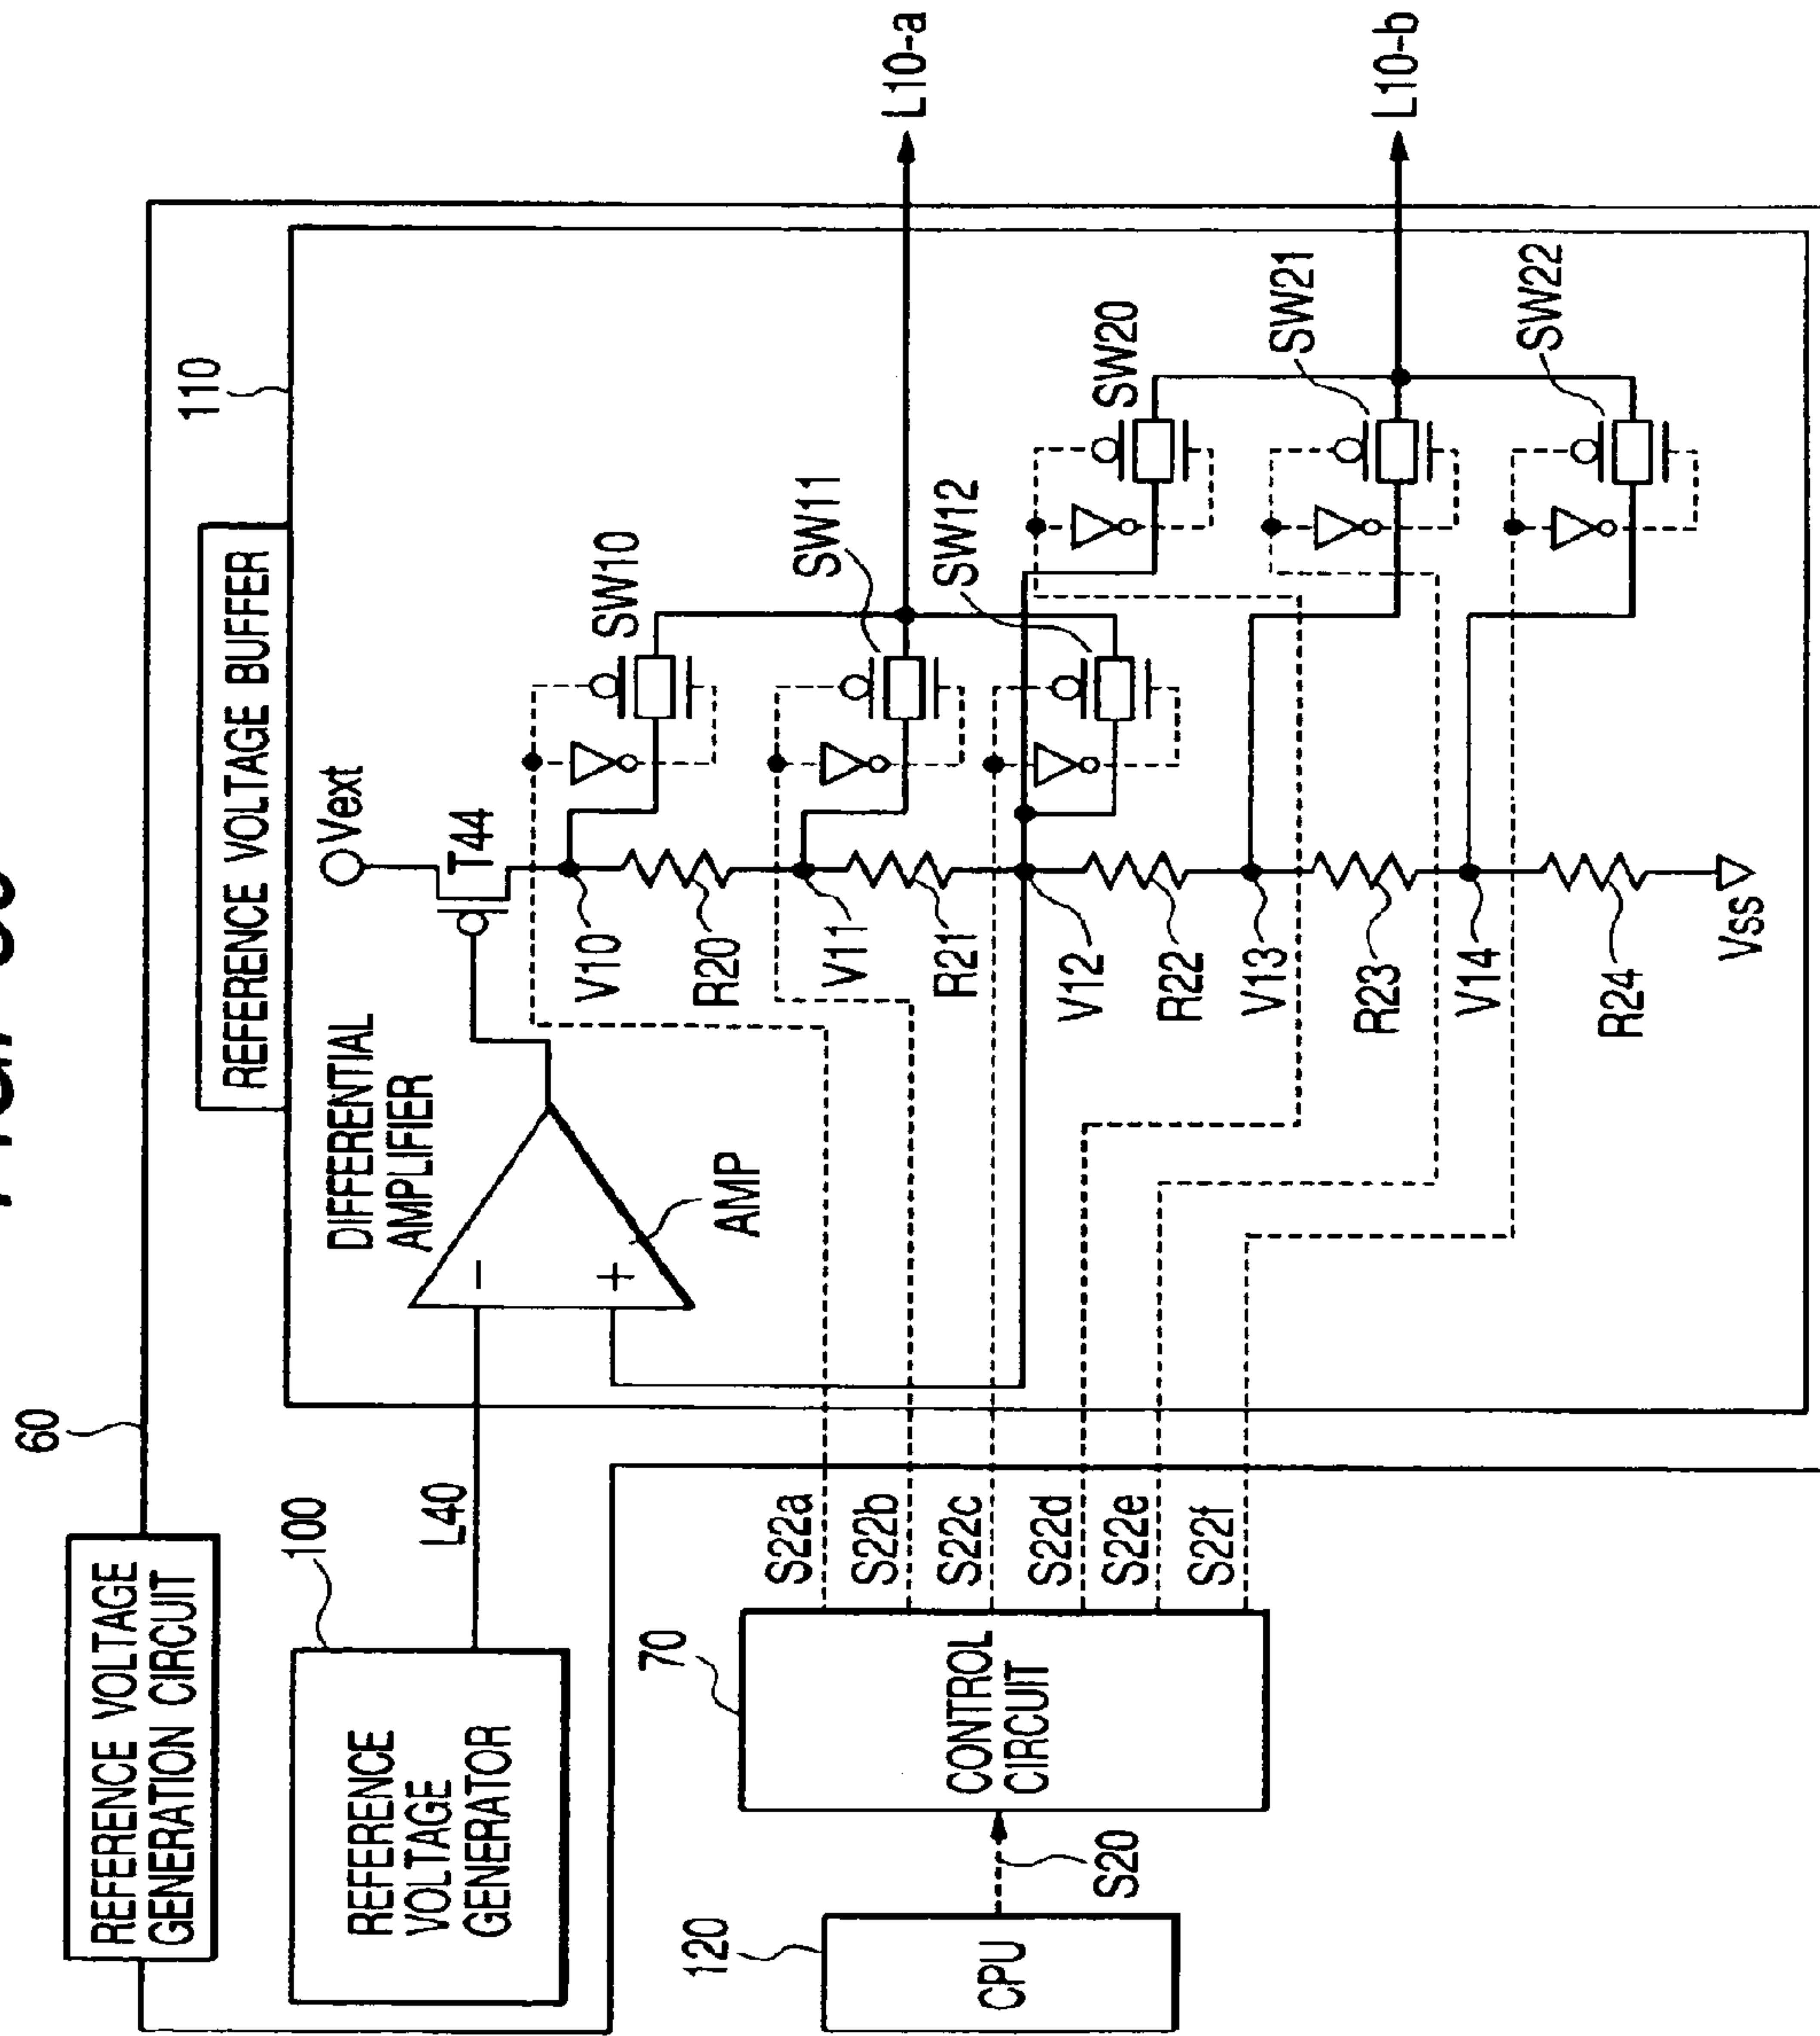 60
REFERENCE VOLTAGE
GENERATION CIRCUIT
REFERENCE VOLTAGE BUFFER
110
100
REFERENCE
VOLTAGE
GENERATOR
L40
DIFFERENTIAL
AMPLIFIER
−
+
AMP
Vext
T44
V10
R20
V11
R21
V12
R22
V13
R23
V14
R24
Vss
SW10
SW11
SW12
SW20
SW21
SW22
L10-a
L10-b
S22a
S22b
S22c
S22d
S22e
S22f
70
CONTROL
CIRCUIT
S20
120
CPU